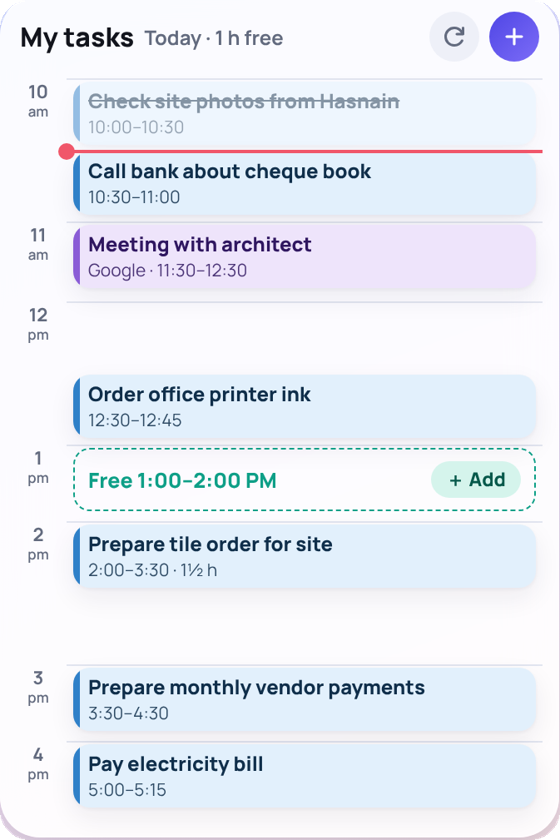 My tasks Today · 1 h free
+
10 am
Check site photos from Hasnain
10:00–10:30
Call bank about cheque book
10:30–11:00
11 am
Meeting with architect
Google · 11:30–12:30
12 pm
Order office printer ink
12:30–12:45
1 pm
Free 1:00–2:00 PM + Add
2 pm
Prepare tile order for site
2:00–3:30 · 1½ h
3 pm
Prepare monthly vendor payments
3:30–4:30
4 pm
Pay electricity bill
5:00–5:15